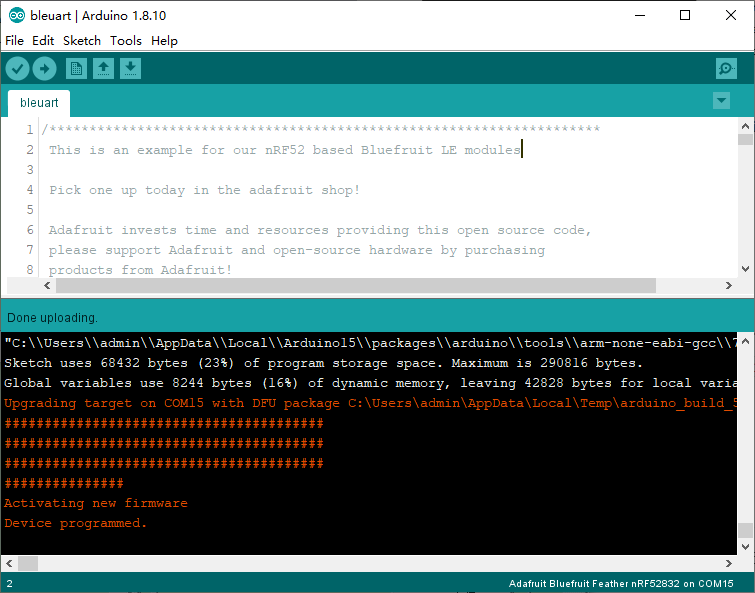 bleuart | Arduino 1.8.10
File Edit Sketch Tools Help
bleuart
1 /*********************************************************************
2 This is an example for our nRF52 based Bluefruit LE modules
3
4 Pick one up today in the adafruit shop!
5
6 Adafruit invests time and resources providing this open source code,
7 please support Adafruit and open-source hardware by purchasing
8 products from Adafruit!
Done uploading.
"C:\\Users\\admin\\AppData\\Local\\Arduino15\\packages\\arduino\\tools\\arm-none-eabi-gcc\\7
Sketch uses 68432 bytes (23%) of program storage space. Maximum is 290816 bytes.
Global variables use 8244 bytes (16%) of dynamic memory, leaving 42828 bytes for local varia
Upgrading target on COM15 with DFU package C:\Users\admin\AppData\Local\Temp\arduino_build_5
########################################
########################################
########################################
###############
Activating new firmware
Device programmed.
2 Adafruit Bluefruit Feather nRF52832 on COM15